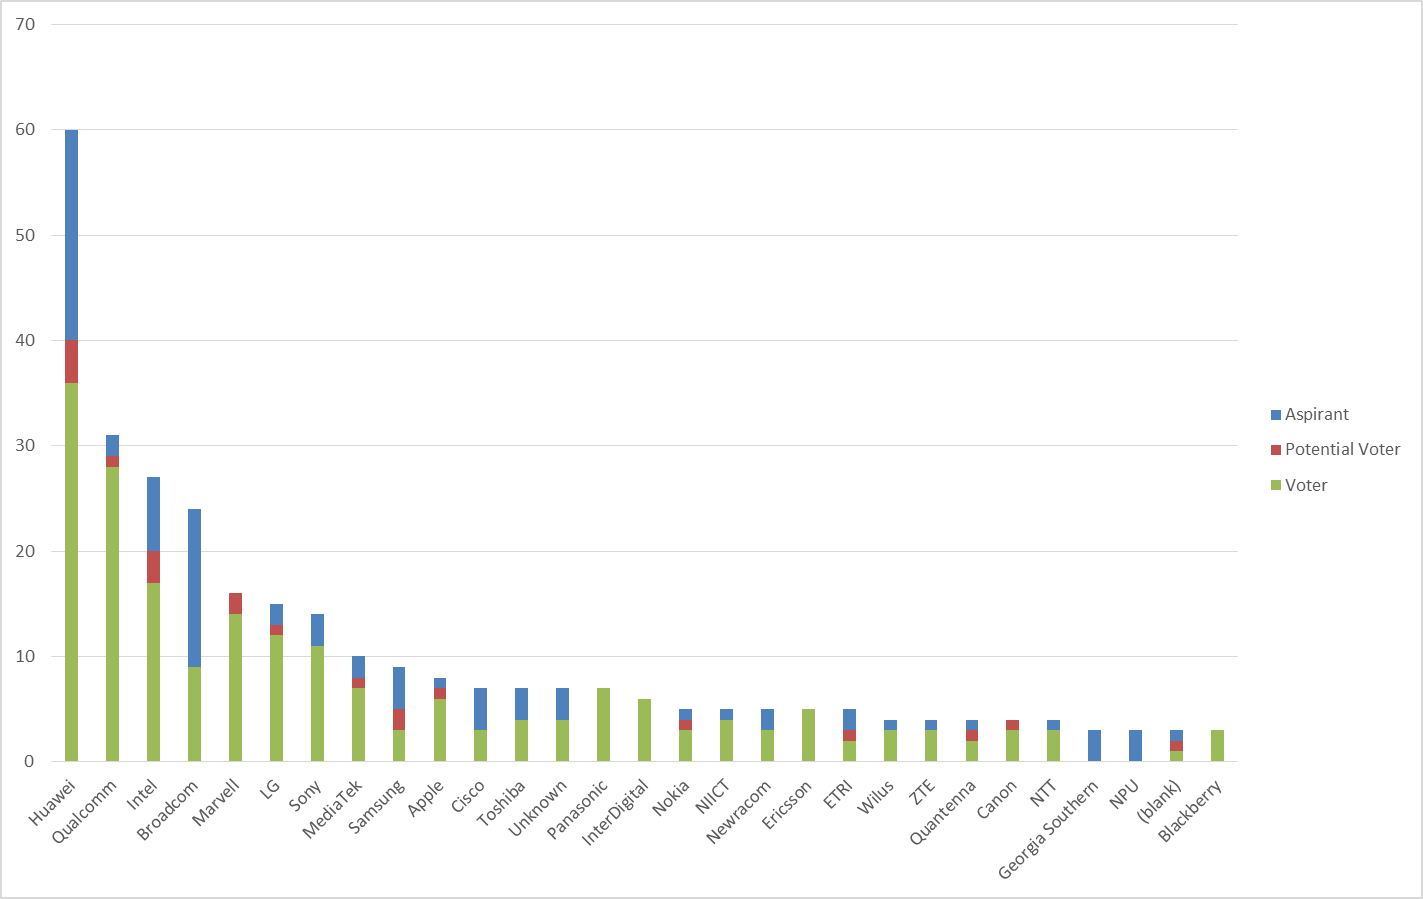 70
60
50
40
30
20
10
0
Huawei
Qualcomm
Intel
Broadcom
Marvell
LG
Sony
MediaTek
Samsung
Apple
Cisco
Toshiba
Unknown
Panasonic
InterDigital
Nokia
NIICT
Newracom
Ericsson
ETRI
Wilus
ZTE
Quantenna
Canon
NTT
Georgia Southern
NPU
(blank)
Blackberry
Aspirant
Potential Voter
Voter